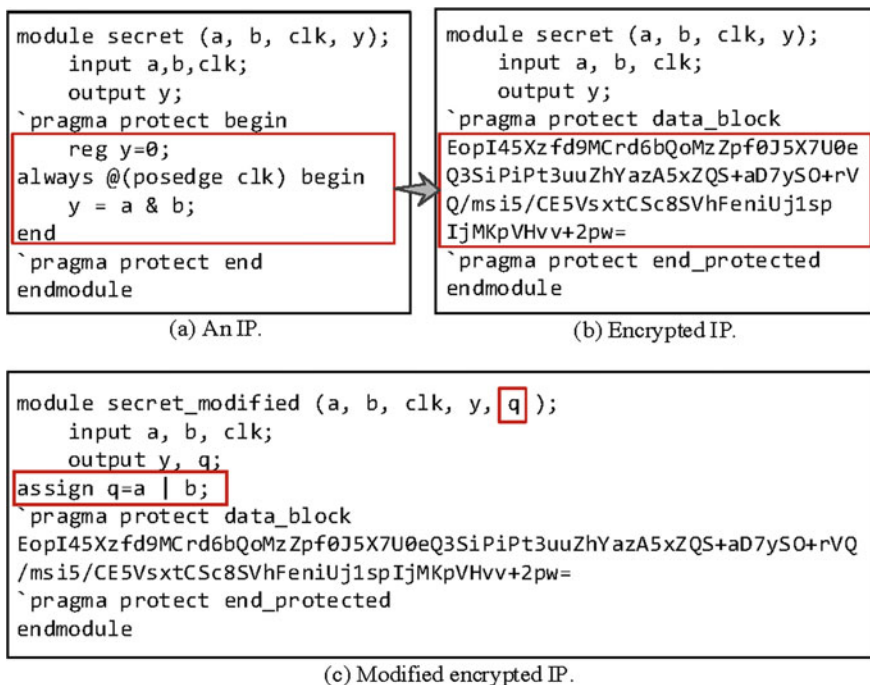 module secret (a, b, clk, y);
    input a,b,clk;
    output y;
`pragma protect begin
    reg y=0;
always @(posedge clk) begin
    y = a & b;
end
`pragma protect end
endmodule
(a) An IP.
module secret (a, b, clk, y);
    input a, b, clk;
    output y;
`pragma protect data_block
EopI45Xzfd9MCrd6bQoMzZpf0J5X7U0e
Q3SiPiPt3uuZhYazA5xZQS+aD7ySO+rV
Q/msi5/CE5VsxtCSc8SVhFeniUj1sp
IjMKpVHvv+2pw=
`pragma protect end_protected
endmodule
(b) Encrypted IP.
module secret_modified (a, b, clk, y, q );
    input a, b, clk;
    output y, q;
assign q=a | b;
`pragma protect data_block
EopI45Xzfd9MCrd6bQoMzZpf0J5X7U0eQ3SiPiPt3uuZhYazA5xZQS+aD7ySO+rVQ
/msi5/CE5VsxtCSc8SVhFeniUj1spIjMKpVHvv+2pw=
`pragma protect end_protected
endmodule
(c) Modified encrypted IP.